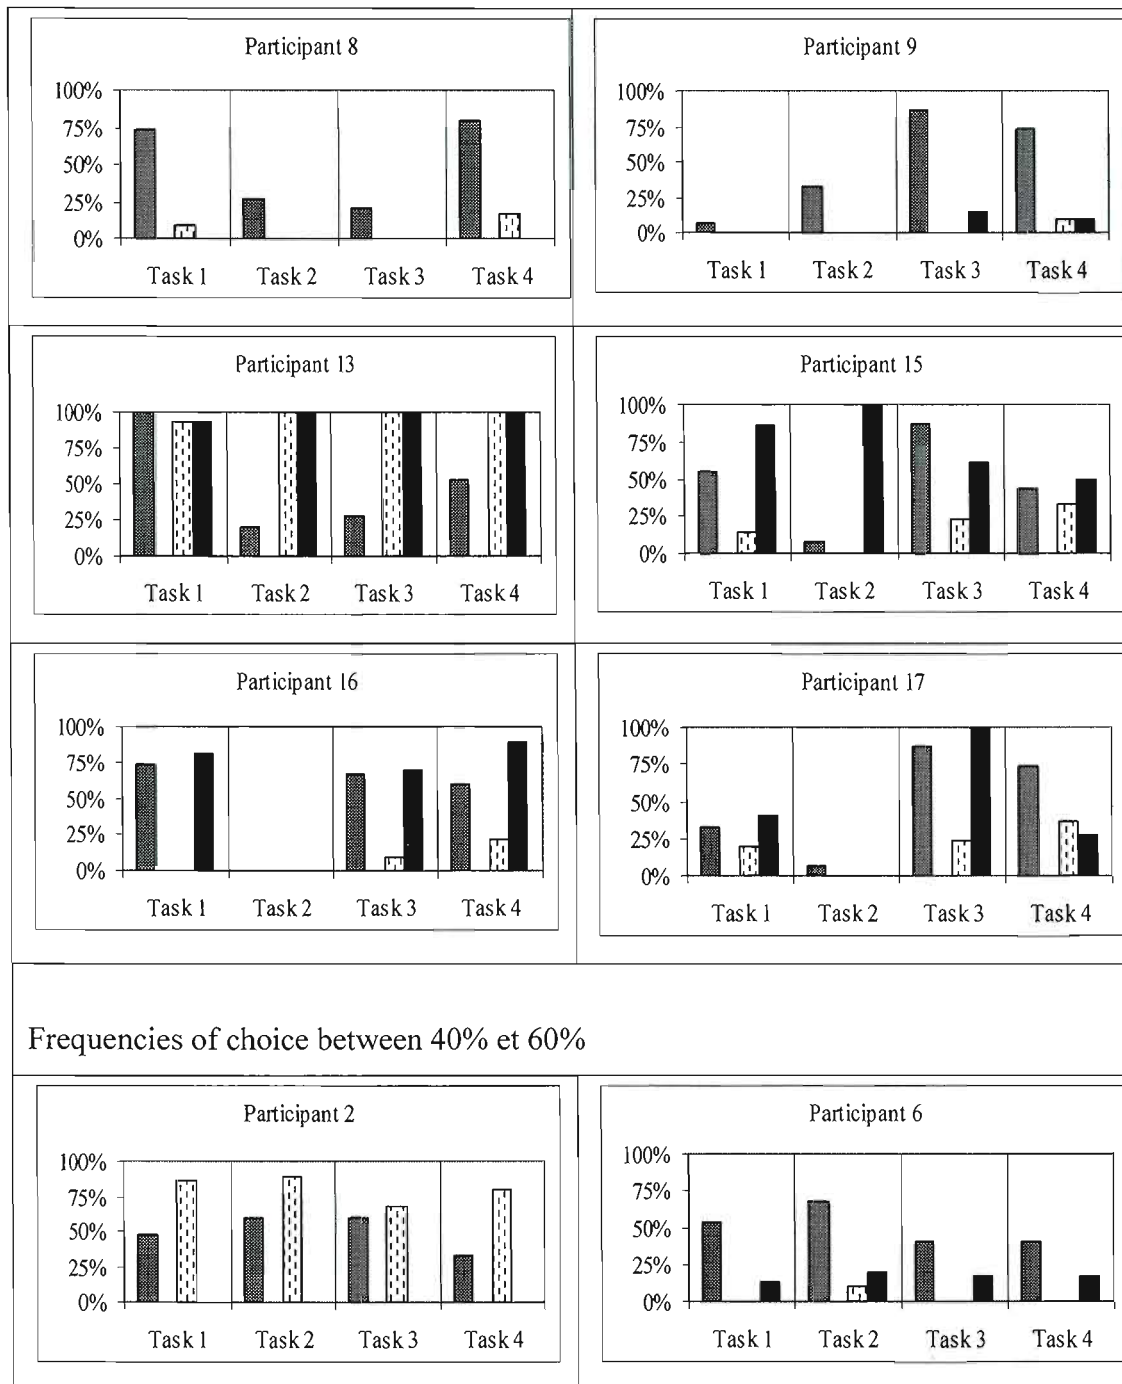 Participant 8
100%
75%
50%
25%
0%
Task 1 Task 2 Task 3 Task 4
Participant 9
100%
75%
50%
25%
0%
Task 1 Task 2 Task 3 Task 4
Participant 13
100%
75%
50%
25%
0%
Task 1 Task 2 Task 3 Task 4
Participant 15
100%
75%
50%
25%
0%
Task 1 Task 2 Task 3 Task 4
Participant 16
100%
75%
50%
25%
0%
Task 1 Task 2 Task 3 Task 4
Participant 17
100%
75%
50%
25%
0%
Task 1 Task 2 Task 3 Task 4
Frequencies of choice between 40% et 60%
Participant 2
100%
75%
50%
25%
0%
Task 1 Task 2 Task 3 Task 4
Participant 6
100%
75%
50%
25%
0%
Task 1 Task 2 Task 3 Task 4